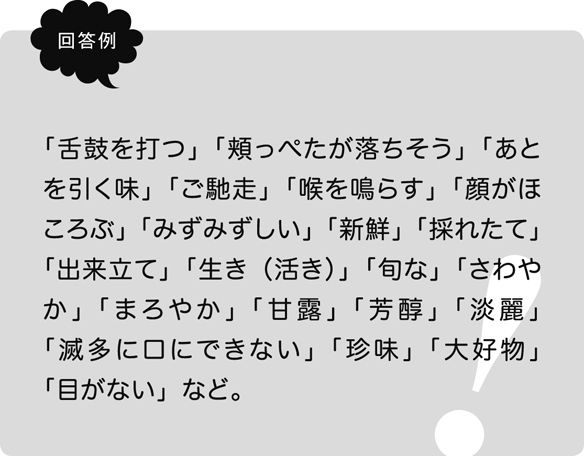 回答例
「舌鼓を打つ」「頬っぺたが落ちそう」「あと
を引く味」「ご馳走」「喉を鳴らす」「顔がほ
ころぶ」「みずみずしい」「新鮮」「採れたて」
「出来立て」「生き（活き）」「旬な」「さわや
か」「まろやか」「甘露」「芳醇」「淡麗」
「滅多に口にできない」「珍味」「大好物」
「目がない」など。